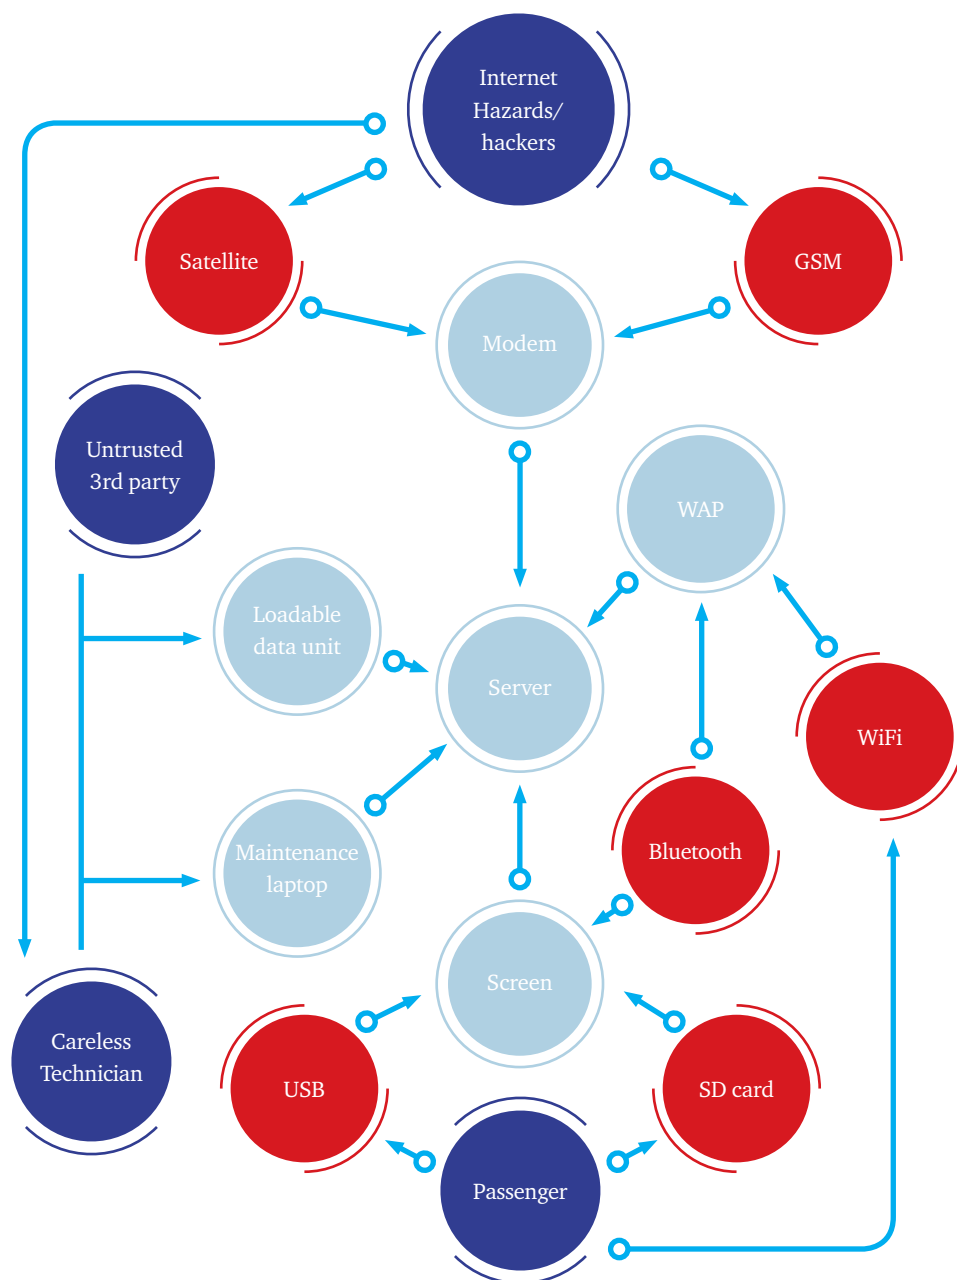 Internet
Hazards/
hackers
Satellite
GSM
Modem
Untrusted
3rd party
WAP
Loadable
data unit
Server
WiFi
Maintenance
laptop
Bluetooth
Screen
Careless
Technician
USB
SD card
Passenger